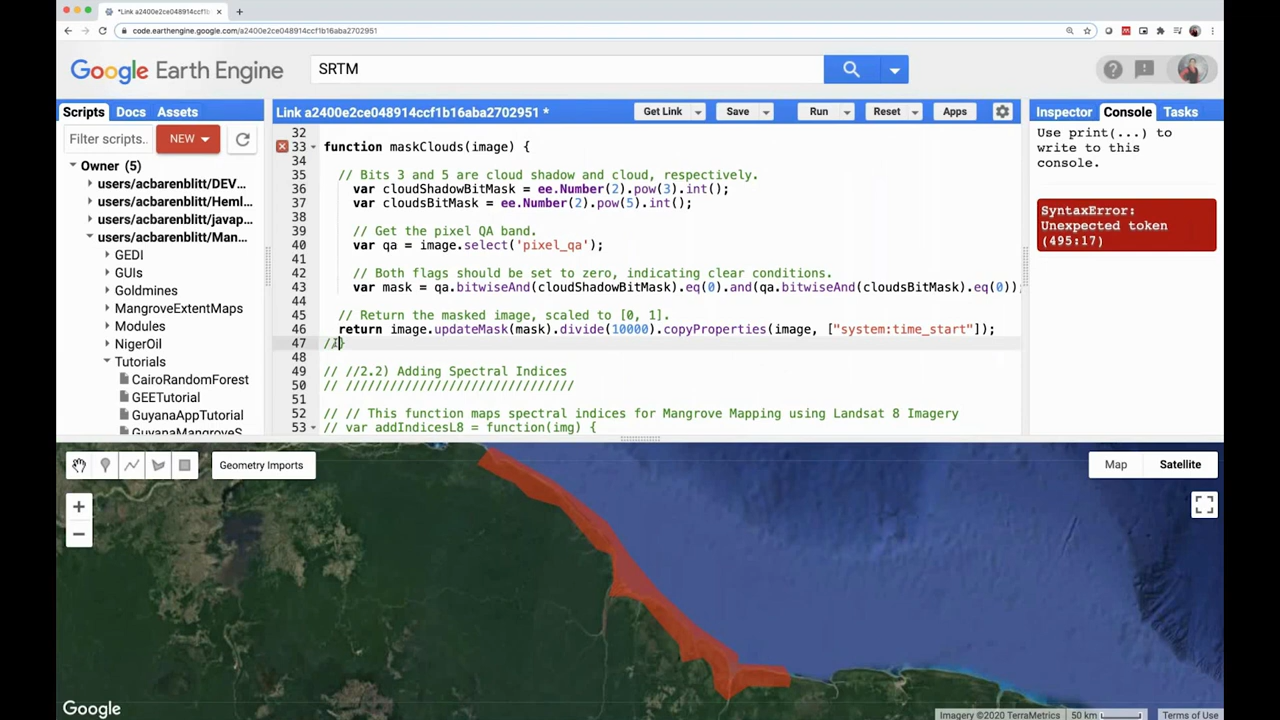 *Link a2400e2ce048914ccf1b
code.earthengine.google.com/a2400e2ce048914ccf1b16aba2702951
Google Earth Engine
SRTM
Scripts Docs Assets
Link a2400e2ce048914ccf1b16aba2702951 *
Get Link Save Run Reset Apps
Inspector Console Tasks
Filter scripts... NEW
Owner (5)
users/acbarenblitt/DEV...
users/acbarenblitt/Heml...
users/acbarenblitt/javap...
users/acbarenblitt/Man...
GEDI
GUIs
Goldmines
MangroveExtentMaps
Modules
NigerOil
Tutorials
CairoRandomForest
GEETutorial
GuyanaAppTutorial
GuyanaMangroveS
32
33 function maskClouds(image) {
34
35 // Bits 3 and 5 are cloud shadow and cloud, respectively.
36 var cloudShadowBitMask = ee.Number(2).pow(3).int();
37 var cloudsBitMask = ee.Number(2).pow(5).int();
38
39 // Get the pixel QA band.
40 var qa = image.select('pixel_qa');
41
42 // Both flags should be set to zero, indicating clear conditions.
43 var mask = qa.bitwiseAnd(cloudShadowBitMask).eq(0).and(qa.bitwiseAnd(cloudsBitMask).eq(0));
44
45 // Return the masked image, scaled to [0, 1].
46 return image.updateMask(mask).divide(10000).copyProperties(image, ["system:time_start"]);
47 //}
48
49 // //2.2) Adding Spectral Indices
50 // ///////////////////////////////
51
52 // // This function maps spectral indices for Mangrove Mapping using Landsat 8 Imagery
53 // var addIndicesL8 = function(img) {
Use print(...) to
write to this
console.
SyntaxError:
Unexpected token
(495:17)
Geometry Imports
Map Satellite
+
−
Google
Imagery ©2020 TerraMetrics 50 km Terms of Use